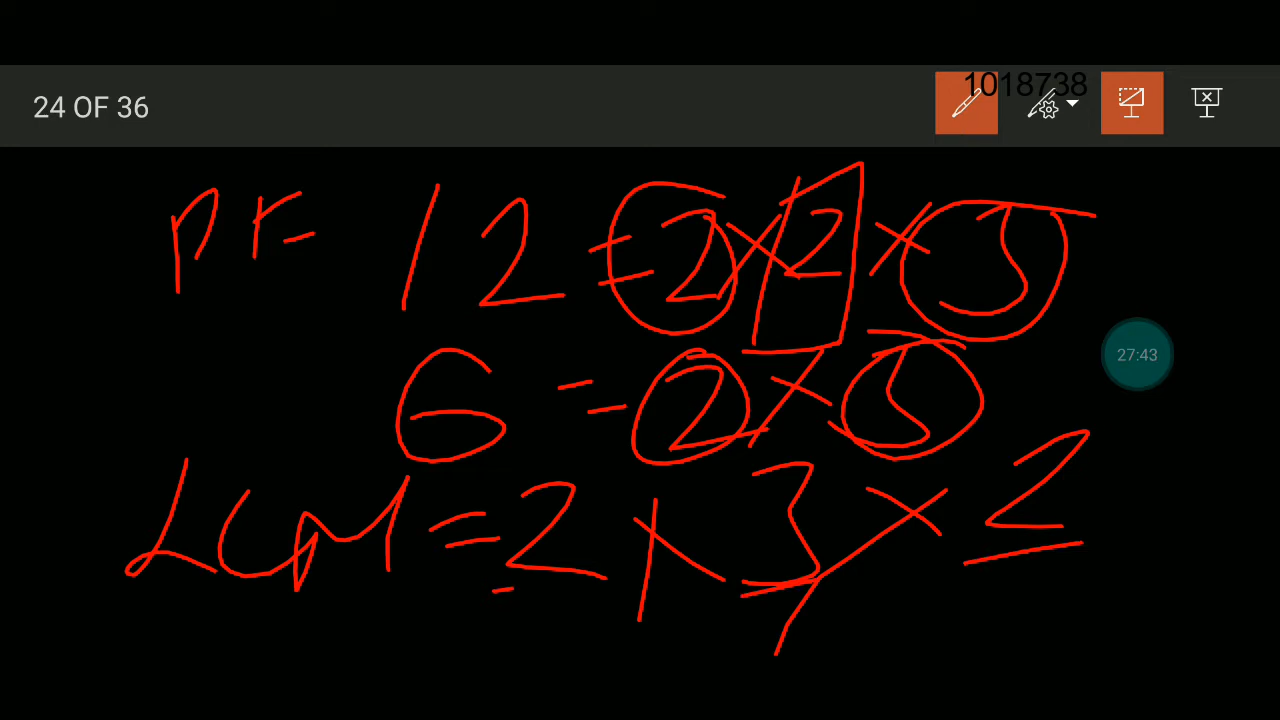 1018738
24 OF 36
PF= 12 = 2 × 2 × 3
27:43
6 = 2 × 3
LCM = 2 × 3 × 2